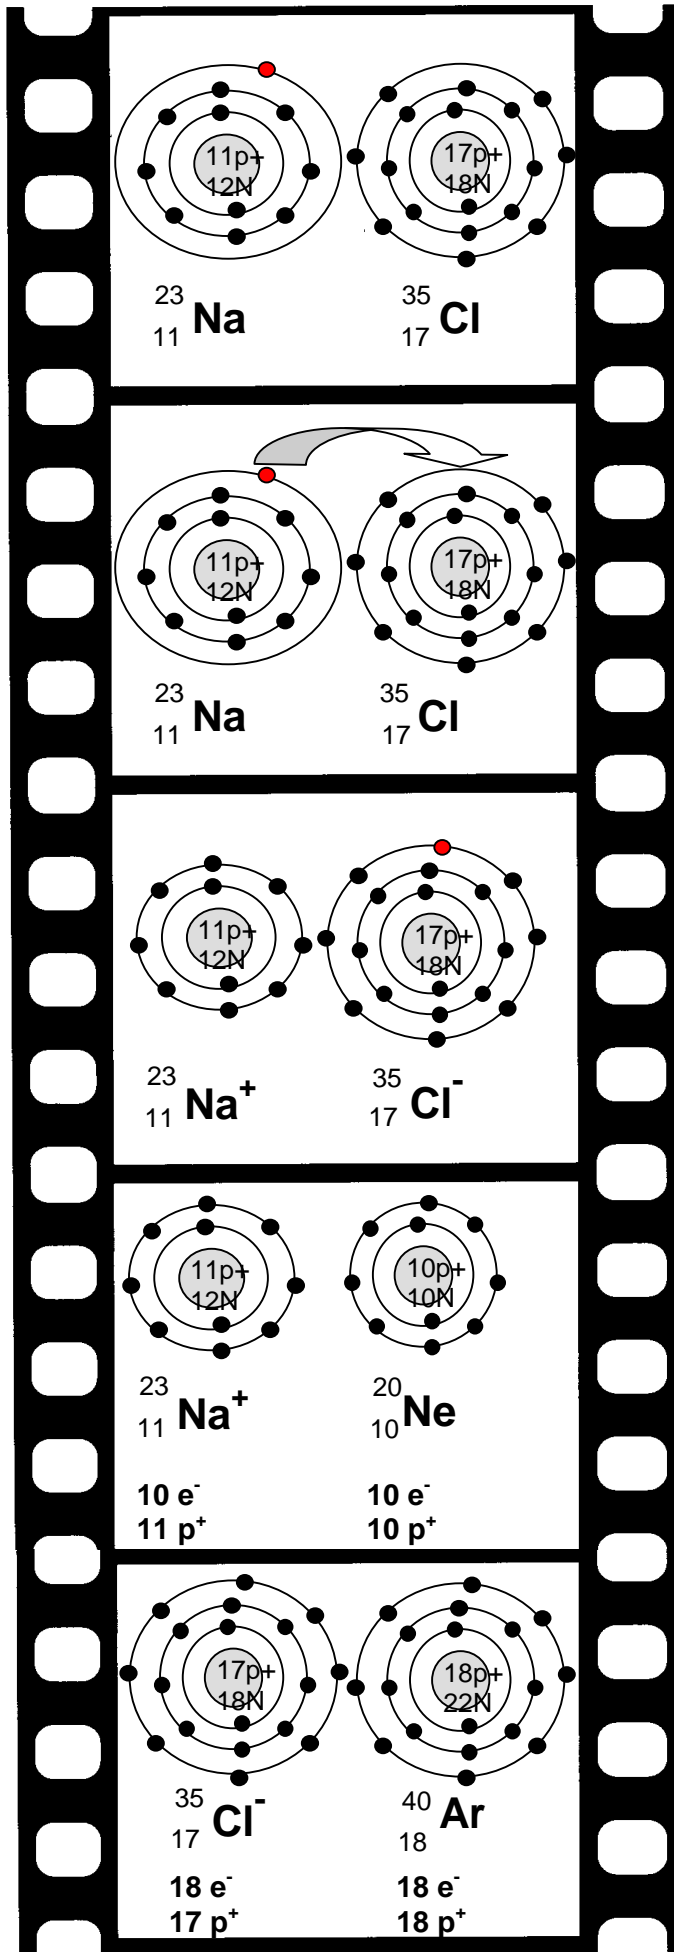 11p+ 17p+
12N 18N
23 35
11 Na 17 Cl
11p+ 17p+
12N 18N
23 35
11 Na 17 Cl
11p+ 17p+
12N 18N
23 35
11 Na⁺ 17 Cl⁻
11p+ 10p+
12N 10N
23 20
11 Na⁺ 10 Ne
10 e⁻ 10 e⁻
11 p⁺ 10 p⁺
17p+ 18p+
18N 22N
35 40
17 Cl⁻ 18 Ar
18 e⁻ 18 e⁻
17 p⁺ 18 p⁺